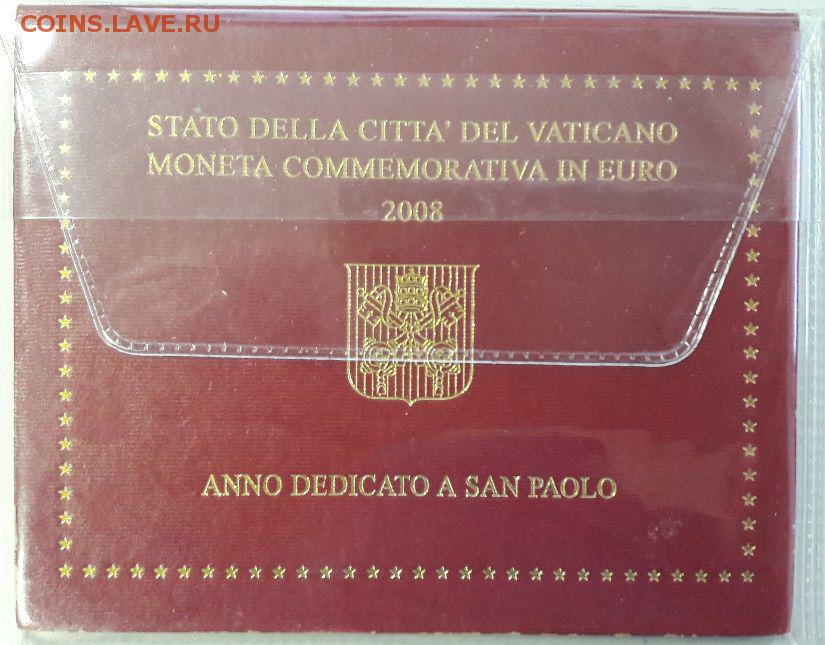 COINS.LAVE.RU
STATO DELLA CITTA' DEL VATICANO
MONETA COMMEMORATIVA IN EURO
2008
ANNO DEDICATO A SAN PAOLO